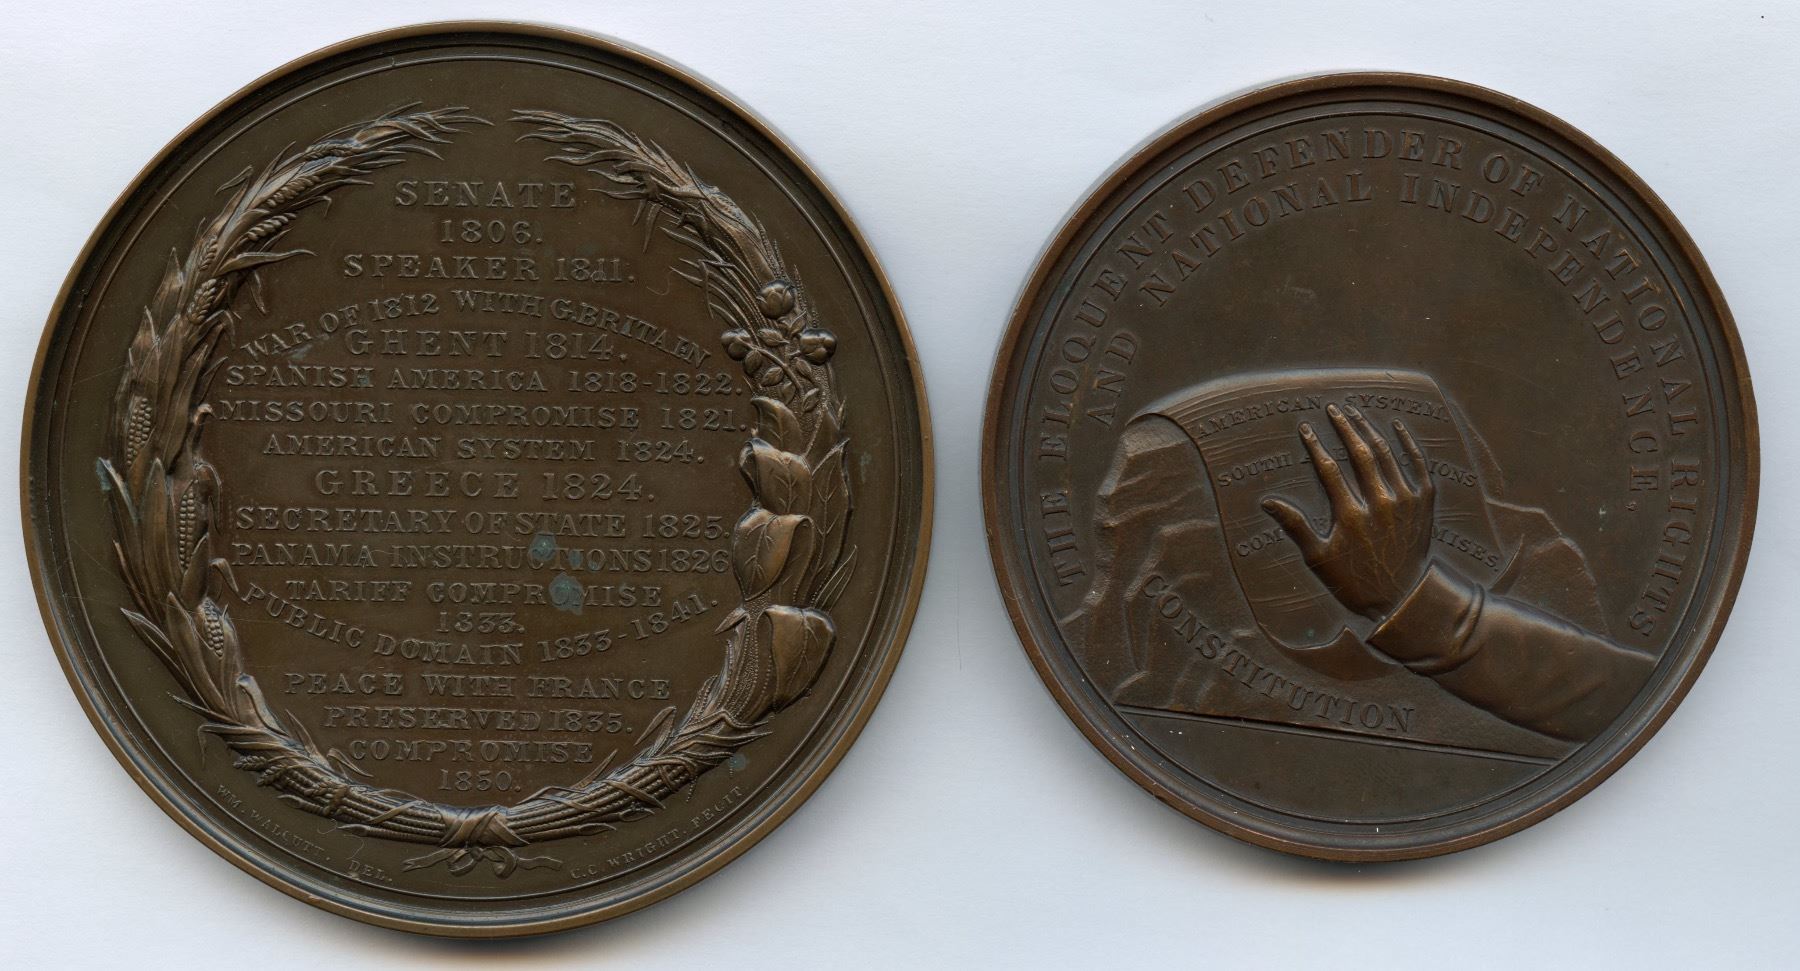 SENATE
1806.
SPEAKER 1811.
WAR OF 1812 WITH G.BRITAIN
GHENT 1814.
SPANISH AMERICA 1818-1822.
MISSOURI COMPROMISE 1821.
AMERICAN SYSTEM 1824.
GREECE 1824.
SECRETARY OF STATE 1825.
PANAMA INSTRUCTIONS 1826
TARIFF COMPROMISE
1833.
PUBLIC DOMAIN 1833-1841.
PEACE WITH FRANCE
PRESERVED 1835.
COMPROMISE
1850.
WM. WALCUTT. DEL.
C.C. WRIGHT. FECIT
THE ELOQUENT DEFENDER OF NATIONAL RIGHTS
AND NATIONAL INDEPENDENCE,
AMERICAN SYSTEM.
SOUTH A CTIONS
COM MISES.
CONSTITUTION